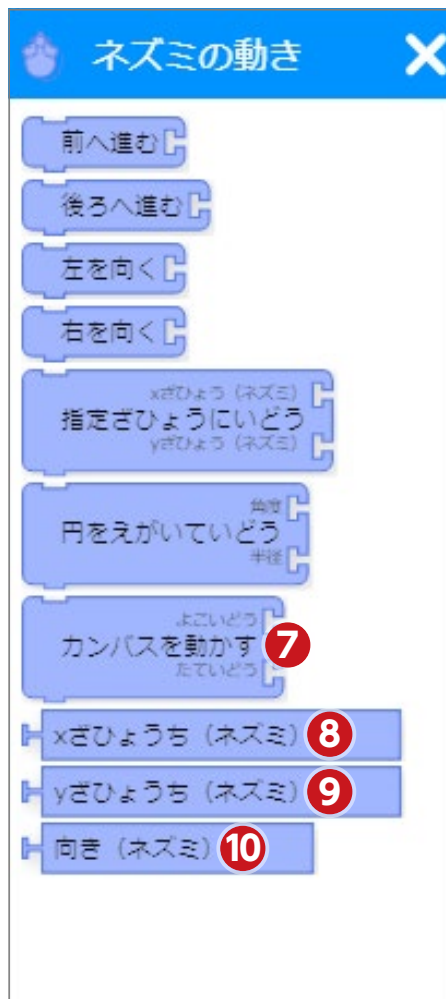 ネズミの動き
前へ進む
後ろへ進む
左を向く
右を向く
xざひょう（ネズミ）
指定ざひょうにいどう
yざひょう（ネズミ）
角度
円をえがいていどう
半径
よこいどう
カンバスを動かす 7
たていどう
xざひょうち（ネズミ） 8
yざひょうち（ネズミ） 9
向き（ネズミ） 10